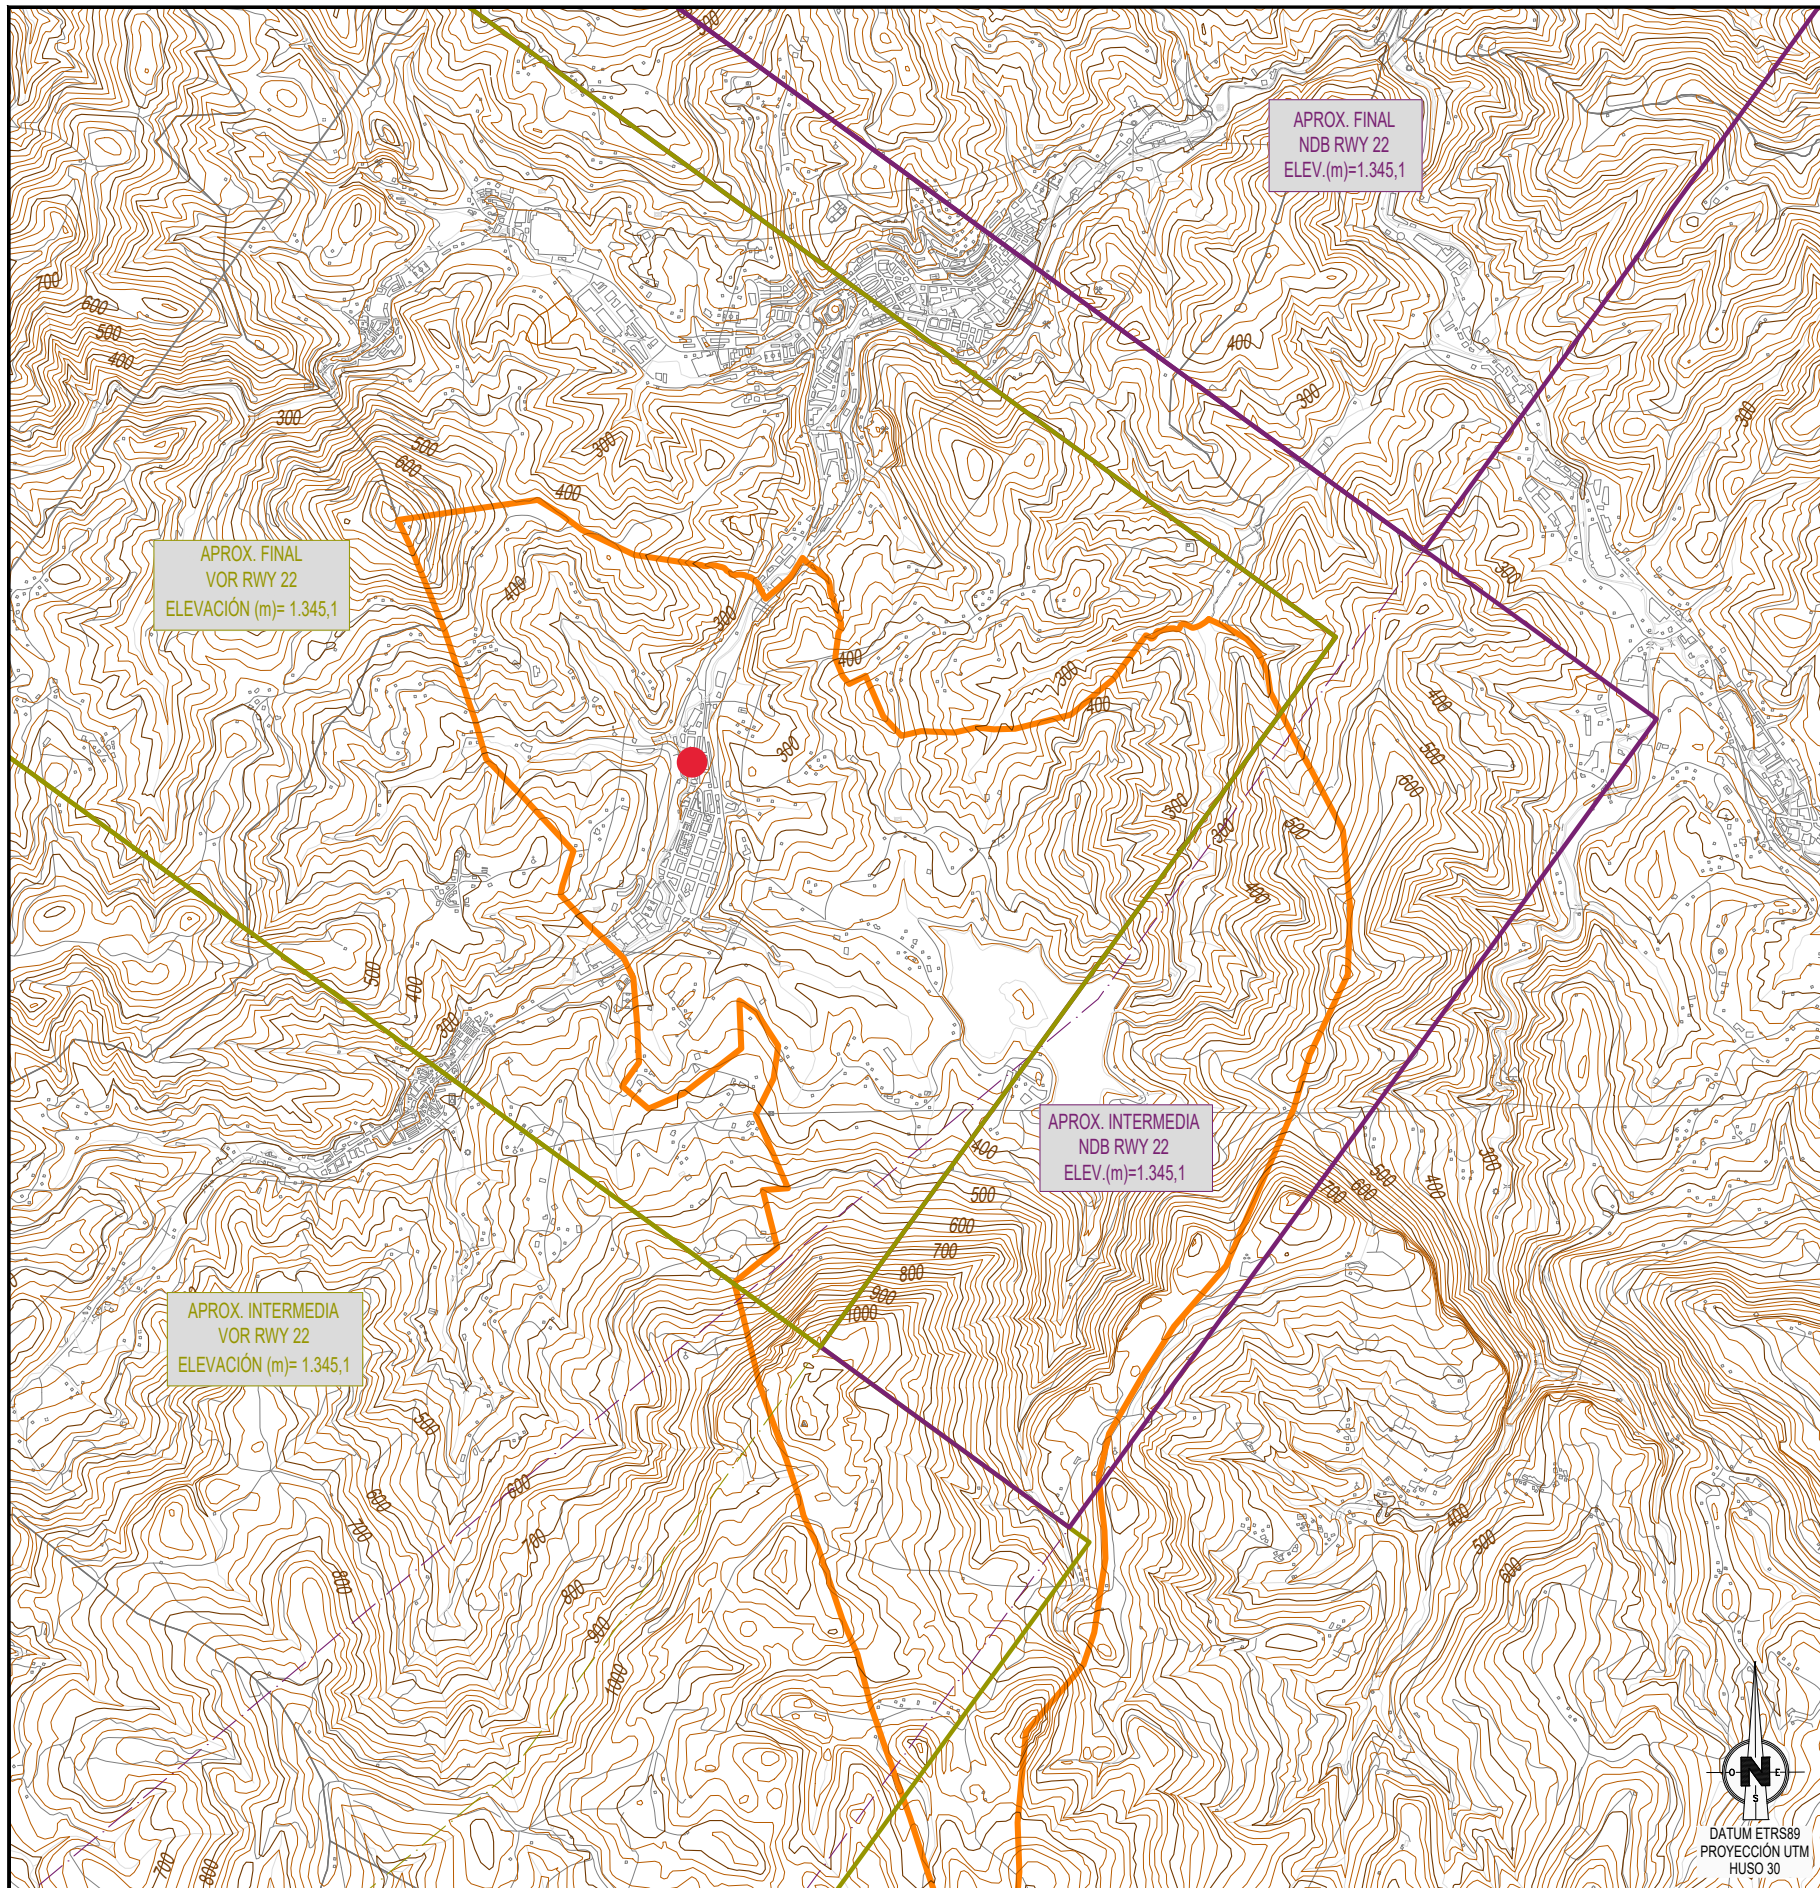 APROX. FINAL
NDB RWY 22
ELEV.(m)=1.345,1
700
600
500
400
300
400
300
300
500
600
300
400
APROX. FINAL
VOR RWY 22
ELEVACIÓN (m)= 1.345,1
400
300
300
400
300
400
300
400
500
600
300
300
500
400
500
400
300
APROX. INTERMEDIA
NDB RWY 22
ELEV.(m)=1.345,1
400
500
600
700
800
900
1000
300
400
500
600
700
APROX. INTERMEDIA
VOR RWY 22
ELEVACIÓN (m)= 1.345,1
500
600
700
800
600
700
800
900
1000
400
500
600
700
800
N
O
E
S
DATUM ETRS89
PROYECCIÓN UTM
HUSO 30